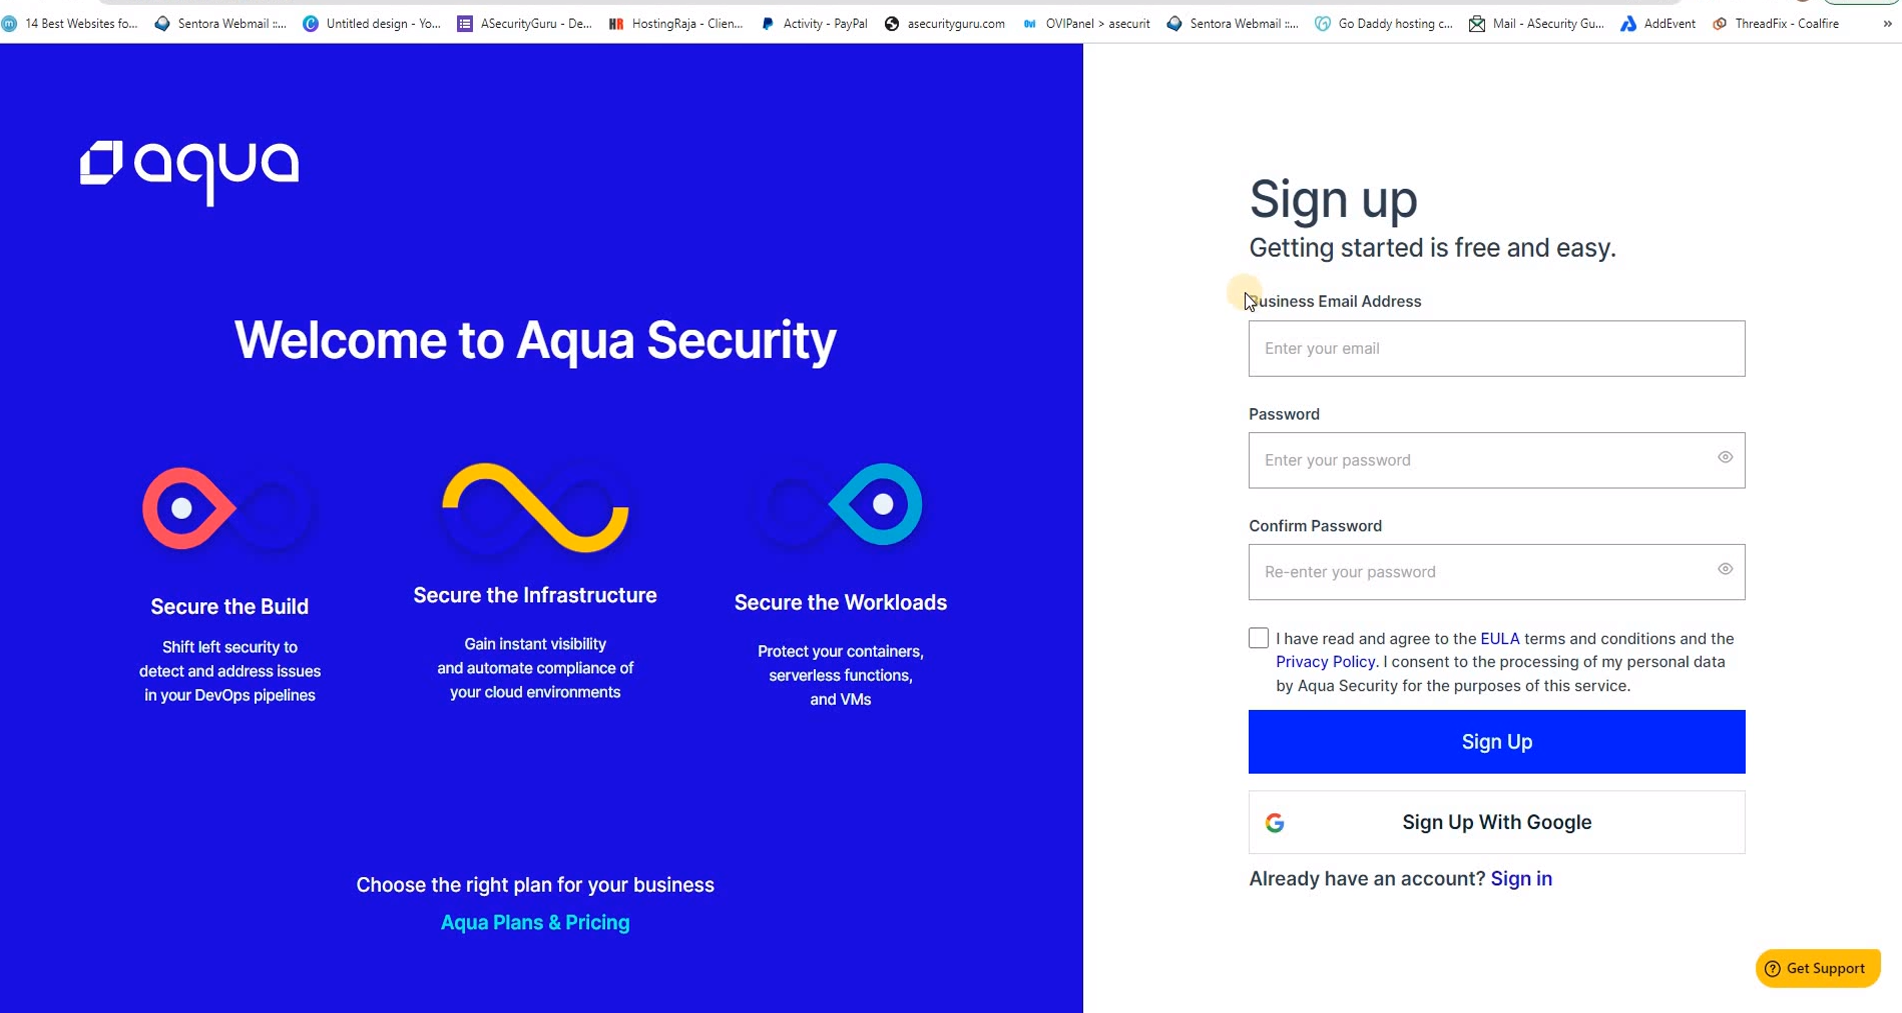 14 Best Websites fo...
Sentora Webmail ::...
Untitled design - Yo...
ASecurityGuru - De...
HR HostingRaja - Clien...
Activity - PayPal
asecurityguru.com
OVI OVIPanel > asecurit
Sentora Webmail ::...
Go Daddy hosting c...
Mail - ASecurity Gu...
AddEvent
ThreadFix - Coalfire
»
aqua
Welcome to Aqua Security
Secure the Build
Shift left security to
detect and address issues
in your DevOps pipelines
Secure the Infrastructure
Gain instant visibility
and automate compliance of
your cloud environments
Secure the Workloads
Protect your containers,
serverless functions,
and VMs
Choose the right plan for your business
Aqua Plans & Pricing
Sign up
Getting started is free and easy.
Business Email Address
Enter your email
Password
Enter your password
Confirm Password
Re-enter your password
I have read and agree to the EULA terms and conditions and the
Privacy Policy. I consent to the processing of my personal data
by Aqua Security for the purposes of this service.
Sign Up
Sign Up With Google
Already have an account? Sign in
Get Support